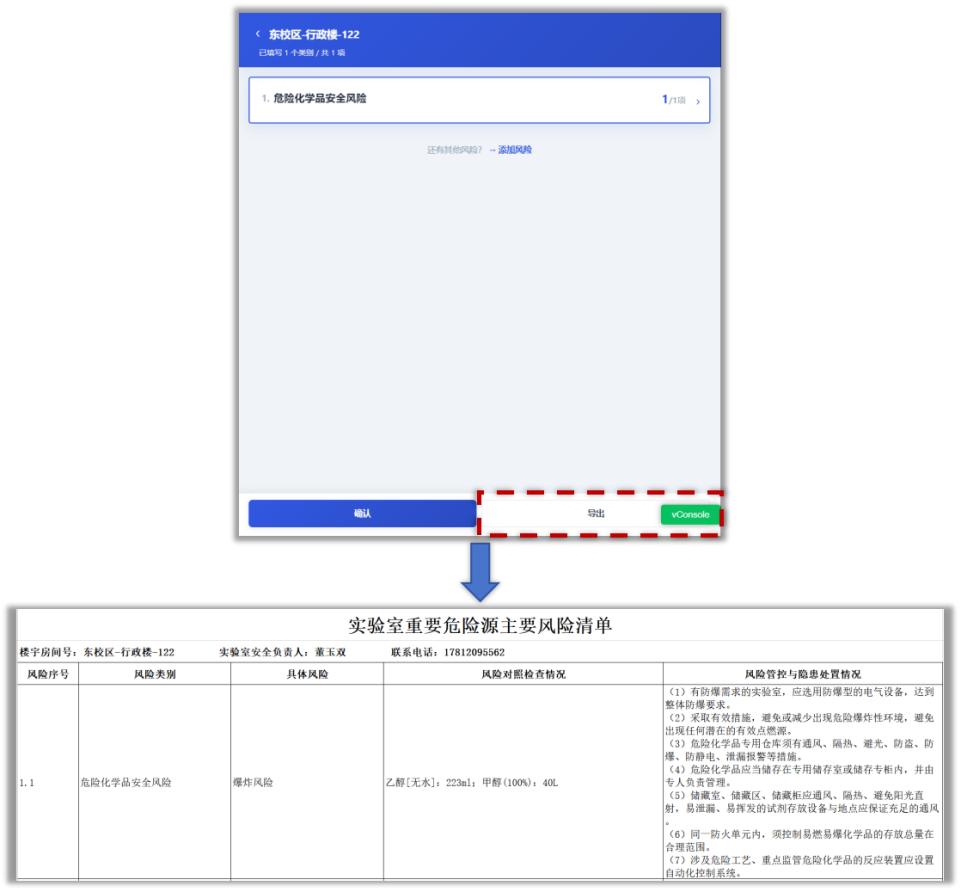 ‹ 东校区-行政楼-122
已填写 1 个类别 / 共 1 项
1. 危险化学品安全风险 1/1项 ›
还有其他风险? → 添加风险
确认 导出 vConsole
实验室重要危险源主要风险清单
楼宇房间号：东校区-行政楼-122 实验室安全负责人：董玉双 联系电话：17812095562
风险序号 风险类别 具体风险 风险对照检查情况 风险管控与隐患处置情况
1.1 危险化学品安全风险 爆炸风险 乙醇[无水]：223ml；甲醇(100%)：40L
（1）有防爆需求的实验室，应选用防爆型的电气设备，达到
整体防爆要求。
（2）采取有效措施，避免或减少出现危险爆炸性环境，避免
出现任何潜在的有效点燃源。
（3）危险化学品专用仓库须有通风、隔热、避光、防盗、防
爆、防静电、泄漏报警等措施。
（4）危险化学品应当储存在专用储存室或储存专柜内，并由
专人负责管理。
（5）储藏室、储藏区、储藏柜应通风、隔热、避免阳光直
射，易泄漏、易挥发的试剂存放设备与地点应保证充足的通风
。
（6）同一防火单元内，须控制易燃易爆化学品的存放总量在
合理范围。
（7）涉及危险工艺、重点监管危险化学品的反应装置应设置
自动化控制系统。